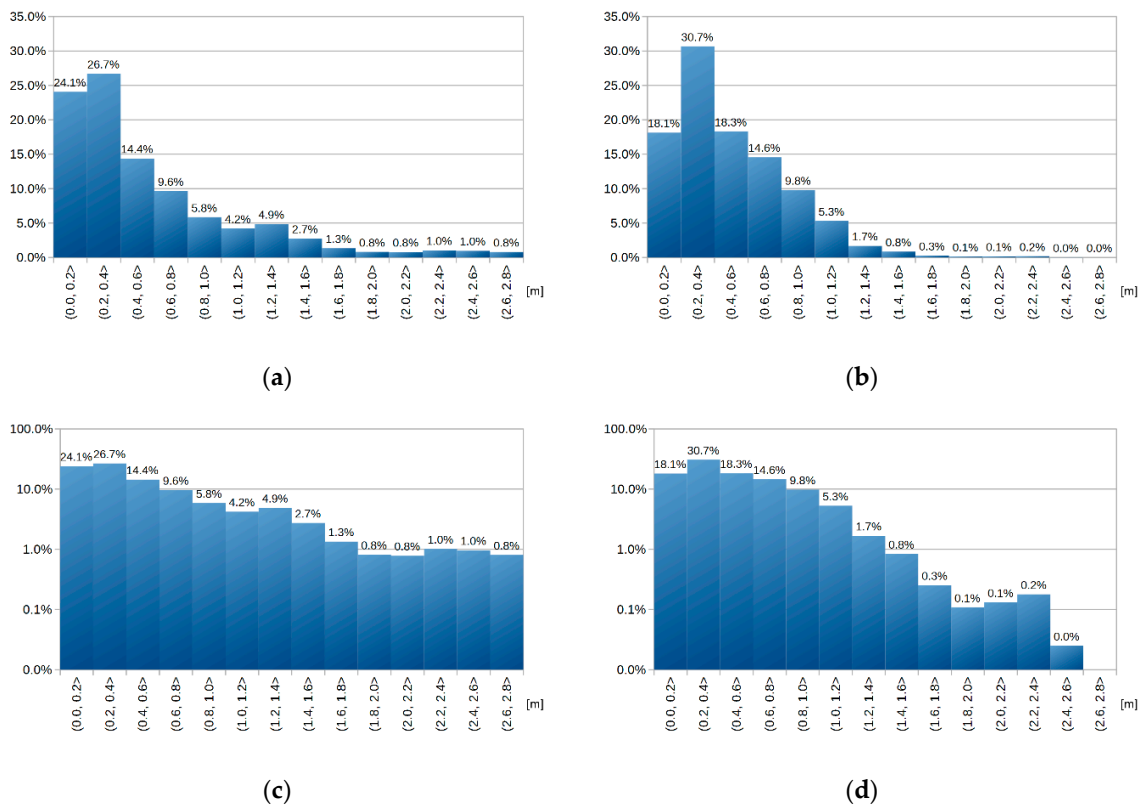 35.0%
30.0%
25.0%
20.0%
15.0%
10.0%
5.0%
0.0%
24.1% 26.7% 14.4% 9.6% 5.8% 4.2% 4.9% 2.7% 1.3% 0.8% 0.8% 1.0% 1.0% 0.8%
(0.0, 0.2> (0.2, 0.4> (0.4, 0.6> (0.6, 0.8> (0.8, 1.0> (1.0, 1.2> (1.2, 1.4> (1.4, 1.6> (1.6, 1.8> (1.8, 2.0> (2.0, 2.2> (2.2, 2.4> (2.4, 2.6> (2.6, 2.8>
[m]
(a)
35.0%
30.0%
25.0%
20.0%
15.0%
10.0%
5.0%
0.0%
18.1% 30.7% 18.3% 14.6% 9.8% 5.3% 1.7% 0.8% 0.3% 0.1% 0.1% 0.2% 0.0% 0.0%
(0.0, 0.2> (0.2, 0.4> (0.4, 0.6> (0.6, 0.8> (0.8, 1.0> (1.0, 1.2> (1.2, 1.4> (1.4, 1.6> (1.6, 1.8> (1.8, 2.0> (2.0, 2.2> (2.2, 2.4> (2.4, 2.6> (2.6, 2.8>
[m]
(b)
100.0%
10.0%
1.0%
0.1%
0.0%
24.1% 26.7% 14.4% 9.6% 5.8% 4.2% 4.9% 2.7% 1.3% 0.8% 0.8% 1.0% 1.0% 0.8%
(0.0, 0.2> (0.2, 0.4> (0.4, 0.6> (0.6, 0.8> (0.8, 1.0> (1.0, 1.2> (1.2, 1.4> (1.4, 1.6> (1.6, 1.8> (1.8, 2.0> (2.0, 2.2> (2.2, 2.4> (2.4, 2.6> (2.6, 2.8>
[m]
(c)
100.0%
10.0%
1.0%
0.1%
0.0%
18.1% 30.7% 18.3% 14.6% 9.8% 5.3% 1.7% 0.8% 0.3% 0.1% 0.1% 0.2% 0.0%
(0.0, 0.2> (0.2, 0.4> (0.4, 0.6> (0.6, 0.8> (0.8, 1.0> (1.0, 1.2> (1.2, 1.4> (1.4, 1.6> (1.6, 1.8> (1.8, 2.0> (2.0, 2.2> (2.2, 2.4> (2.4, 2.6> (2.6, 2.8>
[m]
(d)